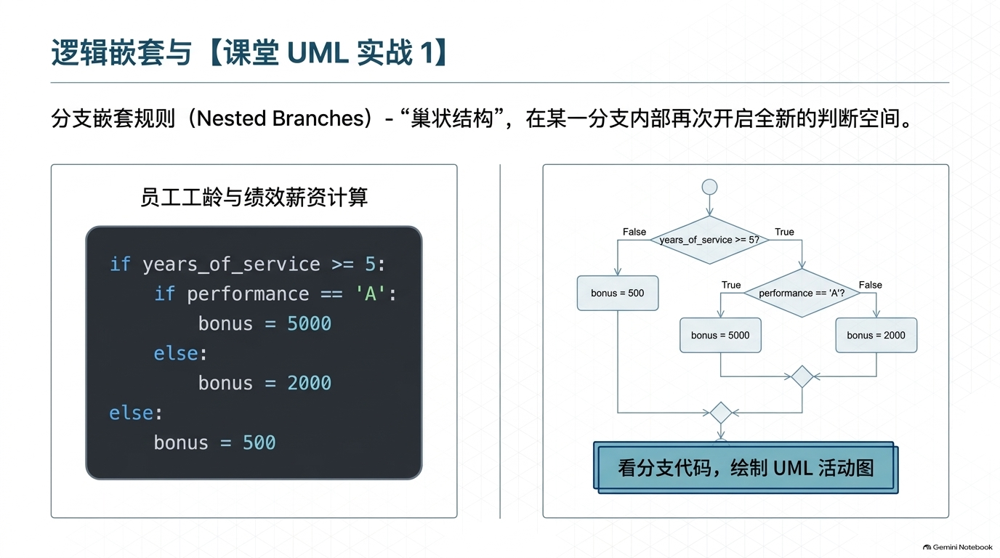 逻辑嵌套与【课堂 UML 实战 1】
分支嵌套规则（Nested Branches）- “巢状结构”，在某一分支内部再次开启全新的判断空间。
员工工龄与绩效薪资计算
if years_of_service >= 5:
    if performance == 'A':
        bonus = 5000
    else:
        bonus = 2000
else:
    bonus = 500
False
years_of_service >= 5?
True
bonus = 500
True
performance == 'A'?
False
bonus = 5000
bonus = 2000
看分支代码，绘制 UML 活动图
Gemini Notebook